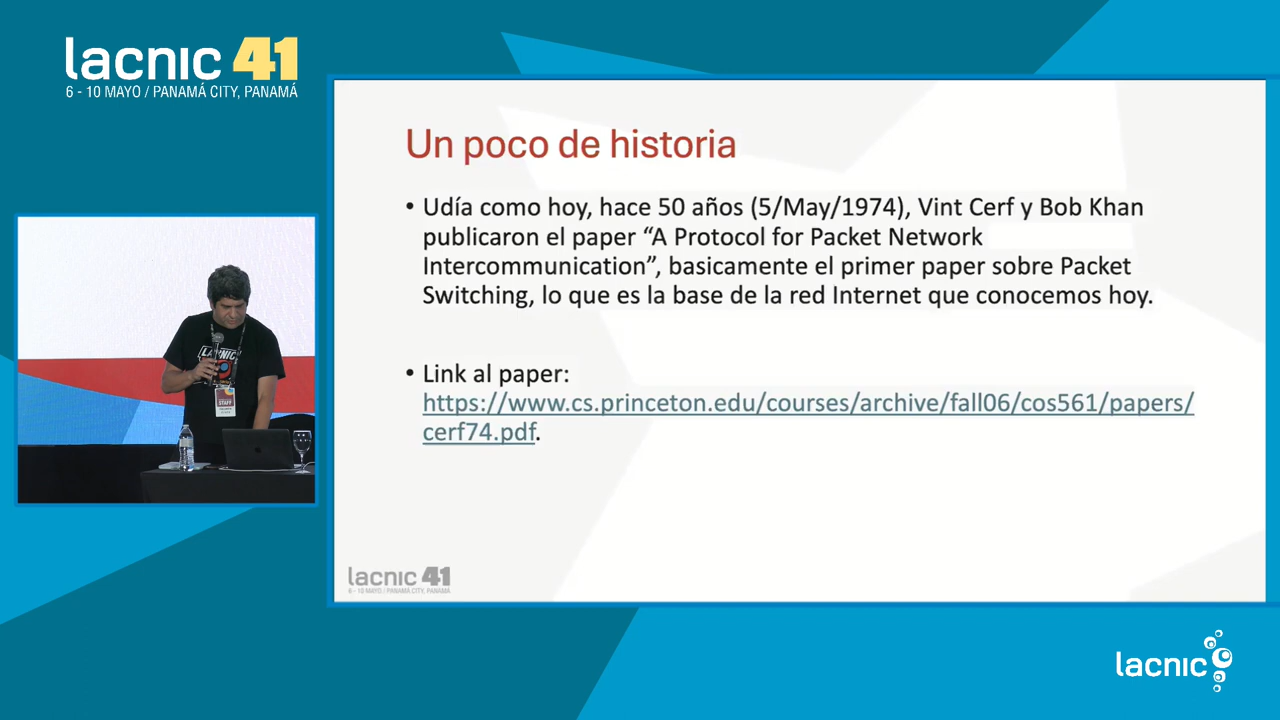 lacnic 41
6 - 10 MAYO / PANAMÁ CITY, PANAMÁ
Un poco de historia
• Udía como hoy, hace 50 años (5/May/1974), Vint Cerf y Bob Khan
publicaron el paper “A Protocol for Packet Network
Intercommunication”, basicamente el primer paper sobre Packet
Switching, lo que es la base de la red Internet que conocemos hoy.
• Link al paper:
https://www.cs.princeton.edu/courses/archive/fall06/cos561/papers/
cerf74.pdf.
LACNIC
STAFF
lacnic 41
6 - 10 MAYO / PANAMÁ CITY, PANAMÁ
lacnic